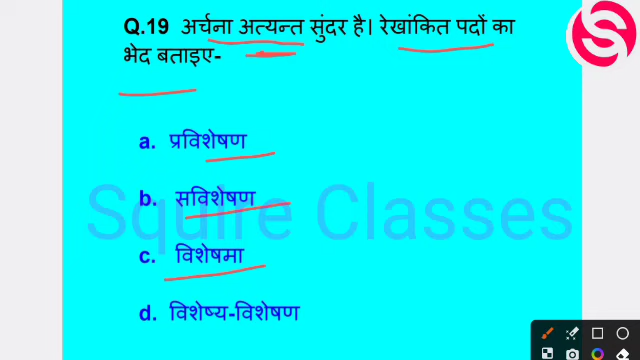 Q.19 अर्चना अत्यन्त सुंदर है। रेखांकित पदों का
भेद बताइए-
a. प्रविशेषण
b. सविशेषण
c. विशेषमा
d. विशेष्य-विशेषण
Squire Classes